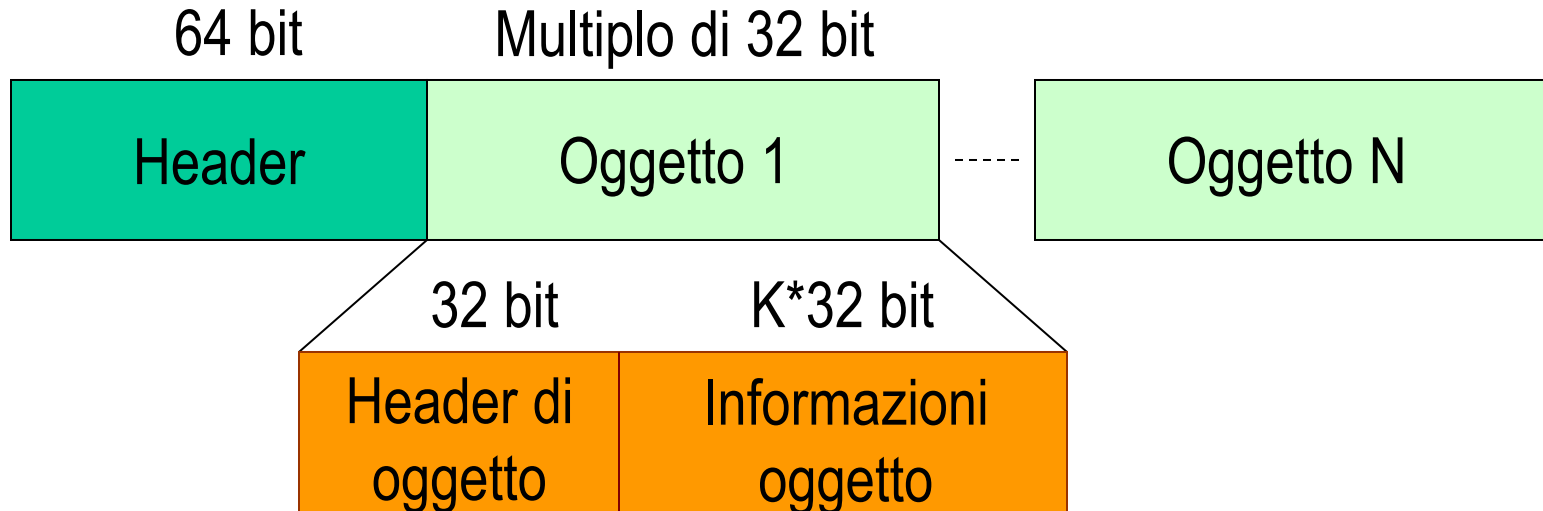 64 bit
Multiplo di 32 bit
Header
Oggetto 1
Oggetto N
32 bit
K*32 bit
Header di
oggetto
Informazioni
oggetto